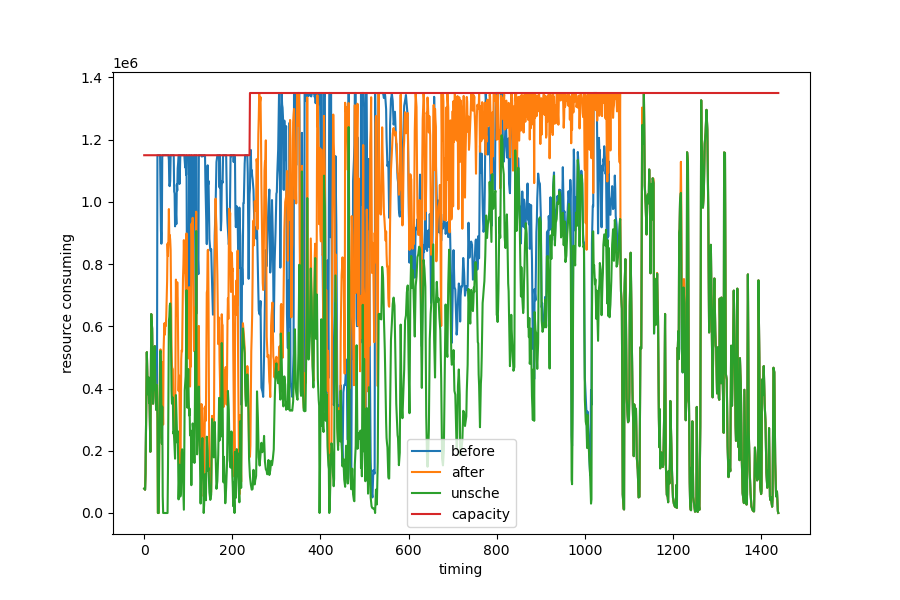 1e6
1.4
1.2
1.0
0.8
0.6
0.4
0.2
0.0
resource consuming
before
after
unsche
capacity
0 200 400 600 800 1000 1200 1400
timing